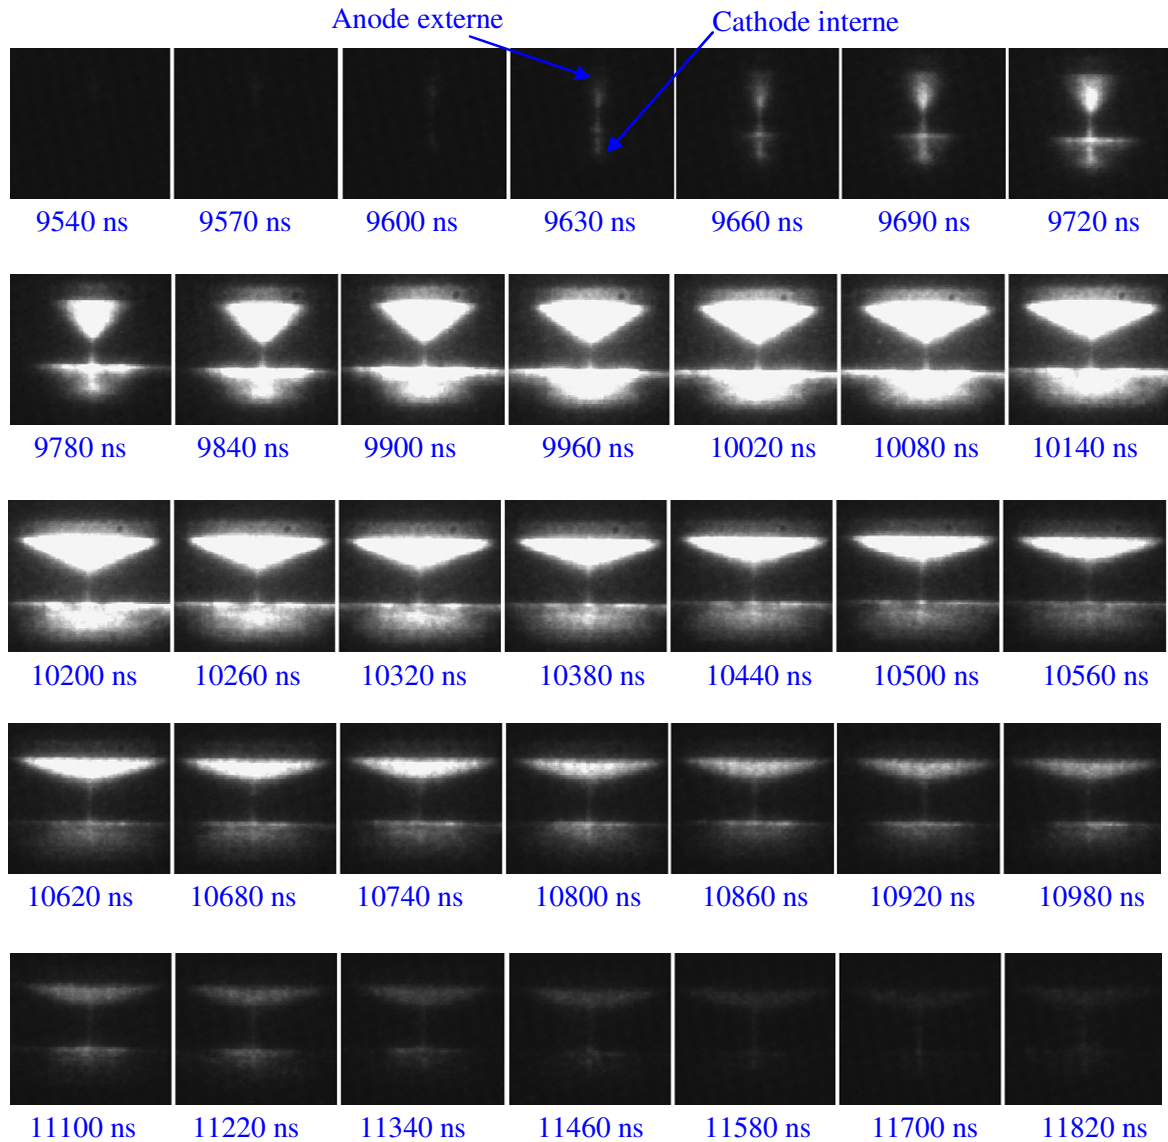 Anode externe
Cathode interne
9540 ns
9570 ns
9600 ns
9630 ns
9660 ns
9690 ns
9720 ns
9780 ns
9840 ns
9900 ns
9960 ns
10020 ns
10080 ns
10140 ns
10200 ns
10260 ns
10320 ns
10380 ns
10440 ns
10500 ns
10560 ns
10620 ns
10680 ns
10740 ns
10800 ns
10860 ns
10920 ns
10980 ns
11100 ns
11220 ns
11340 ns
11460 ns
11580 ns
11700 ns
11820 ns